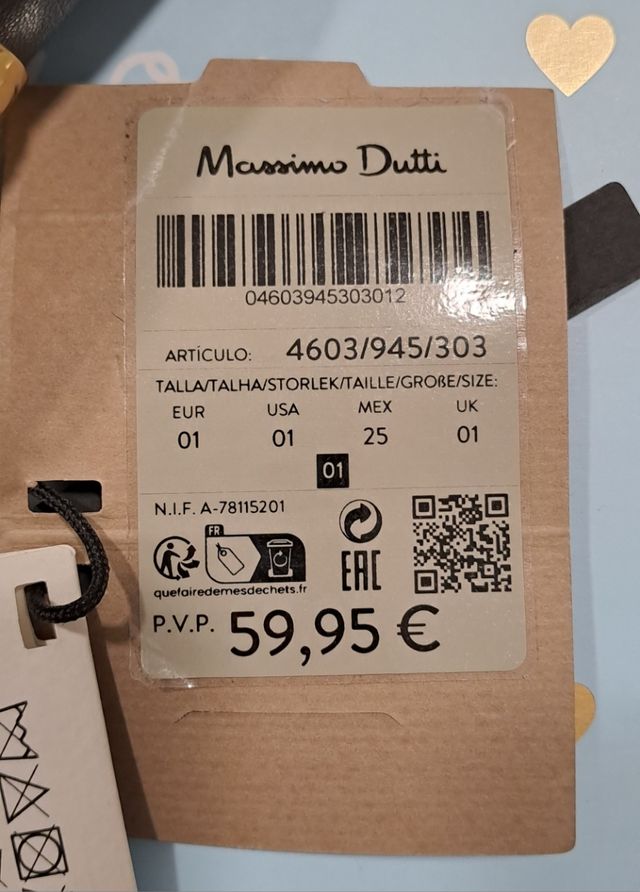 Massimo Dutti
04603945303012
ARTÍCULO: 4603/945/303
TALLA/TALHA/STORLEK/TAILLE/GROßE/SIZE:
EUR USA MEX UK
01 01 25 01
01
N.I.F. A-78115201
FR
EAC
quefairedemesdechets.fr
P.V.P. 59,95 €